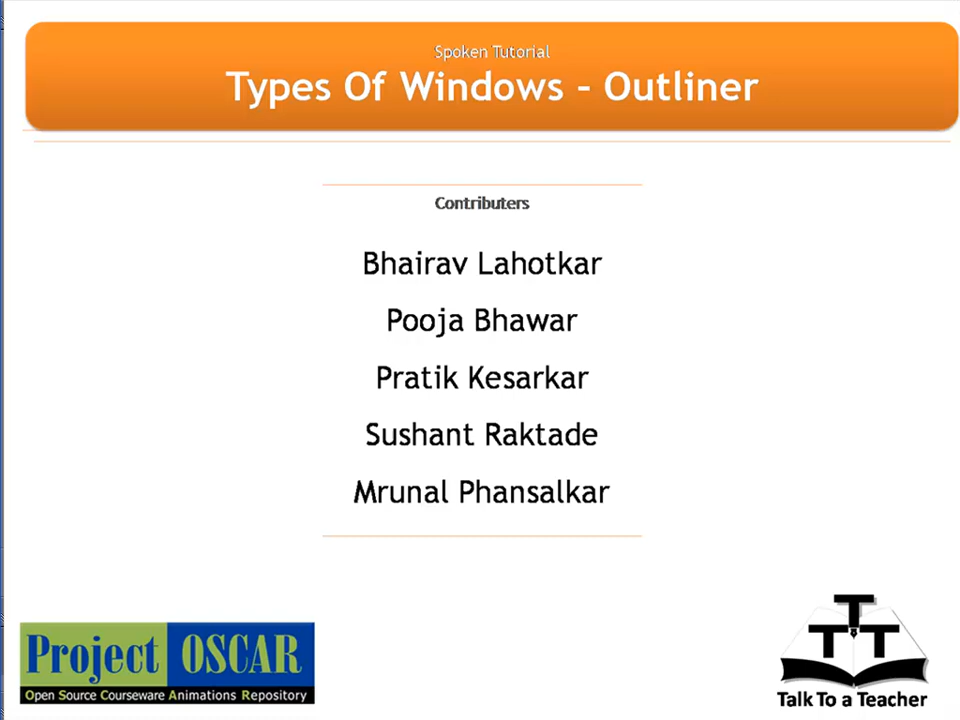 Spoken Tutorial
Types Of Windows - Outliner
Contributers
Bhairav Lahotkar
Pooja Bhawar
Pratik Kesarkar
Sushant Raktade
Mrunal Phansalkar
Project OSCAR
Open Source Courseware Animations Repository
T
T T
Talk To a Teacher